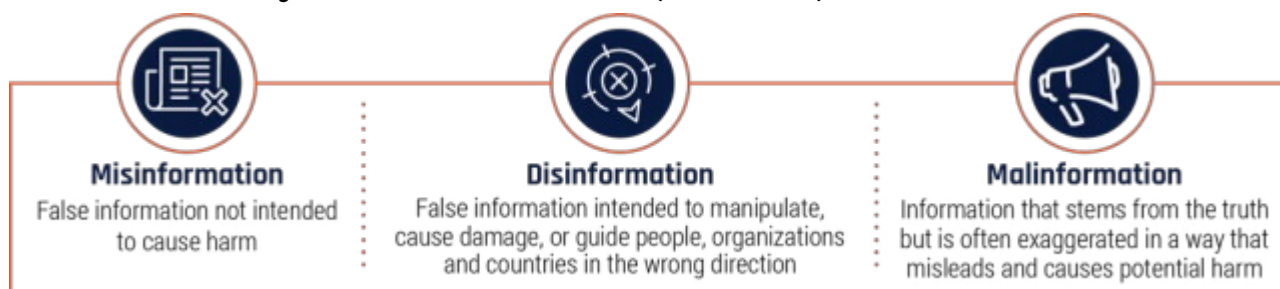 Misinformation
False information not intended
to cause harm
Disinformation
False information intended to manipulate,
cause damage, or guide people, organizations
and countries in the wrong direction
Malinformation
Information that stems from the truth
but is often exaggerated in a way that
misleads and causes potential harm